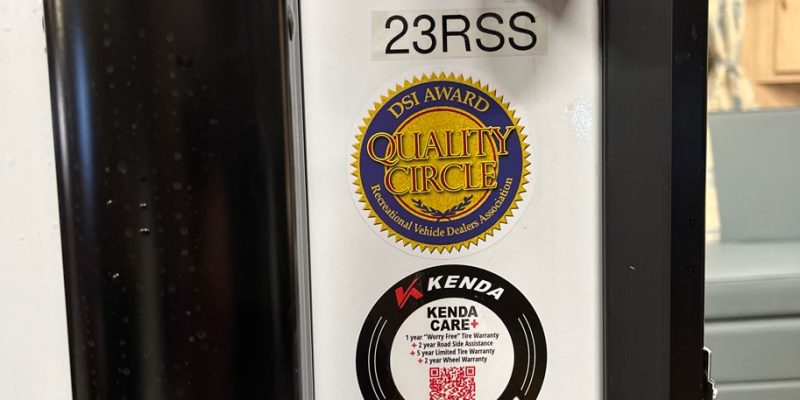 23RSS
DSI AWARD
QUALITY
CIRCLE
Recreational Vehicle Dealers Association
KENDA
KENDA
CARE+
1 year "Worry Free" Tire Warranty
+ 2 year Road Side Assistance
+ 5 year Limited Tire Warranty
+ 2 year Wheel Warranty